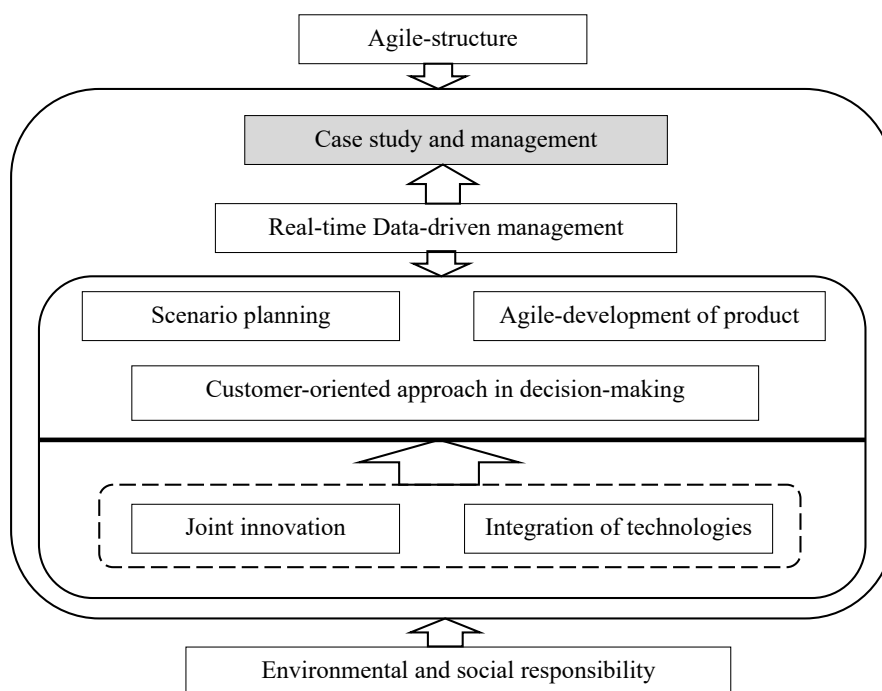 Agile-structure
Case study and management
Real-time Data-driven management
Scenario planning
Agile-development of product
Customer-oriented approach in decision-making
Joint innovation
Integration of technologies
Environmental and social responsibility